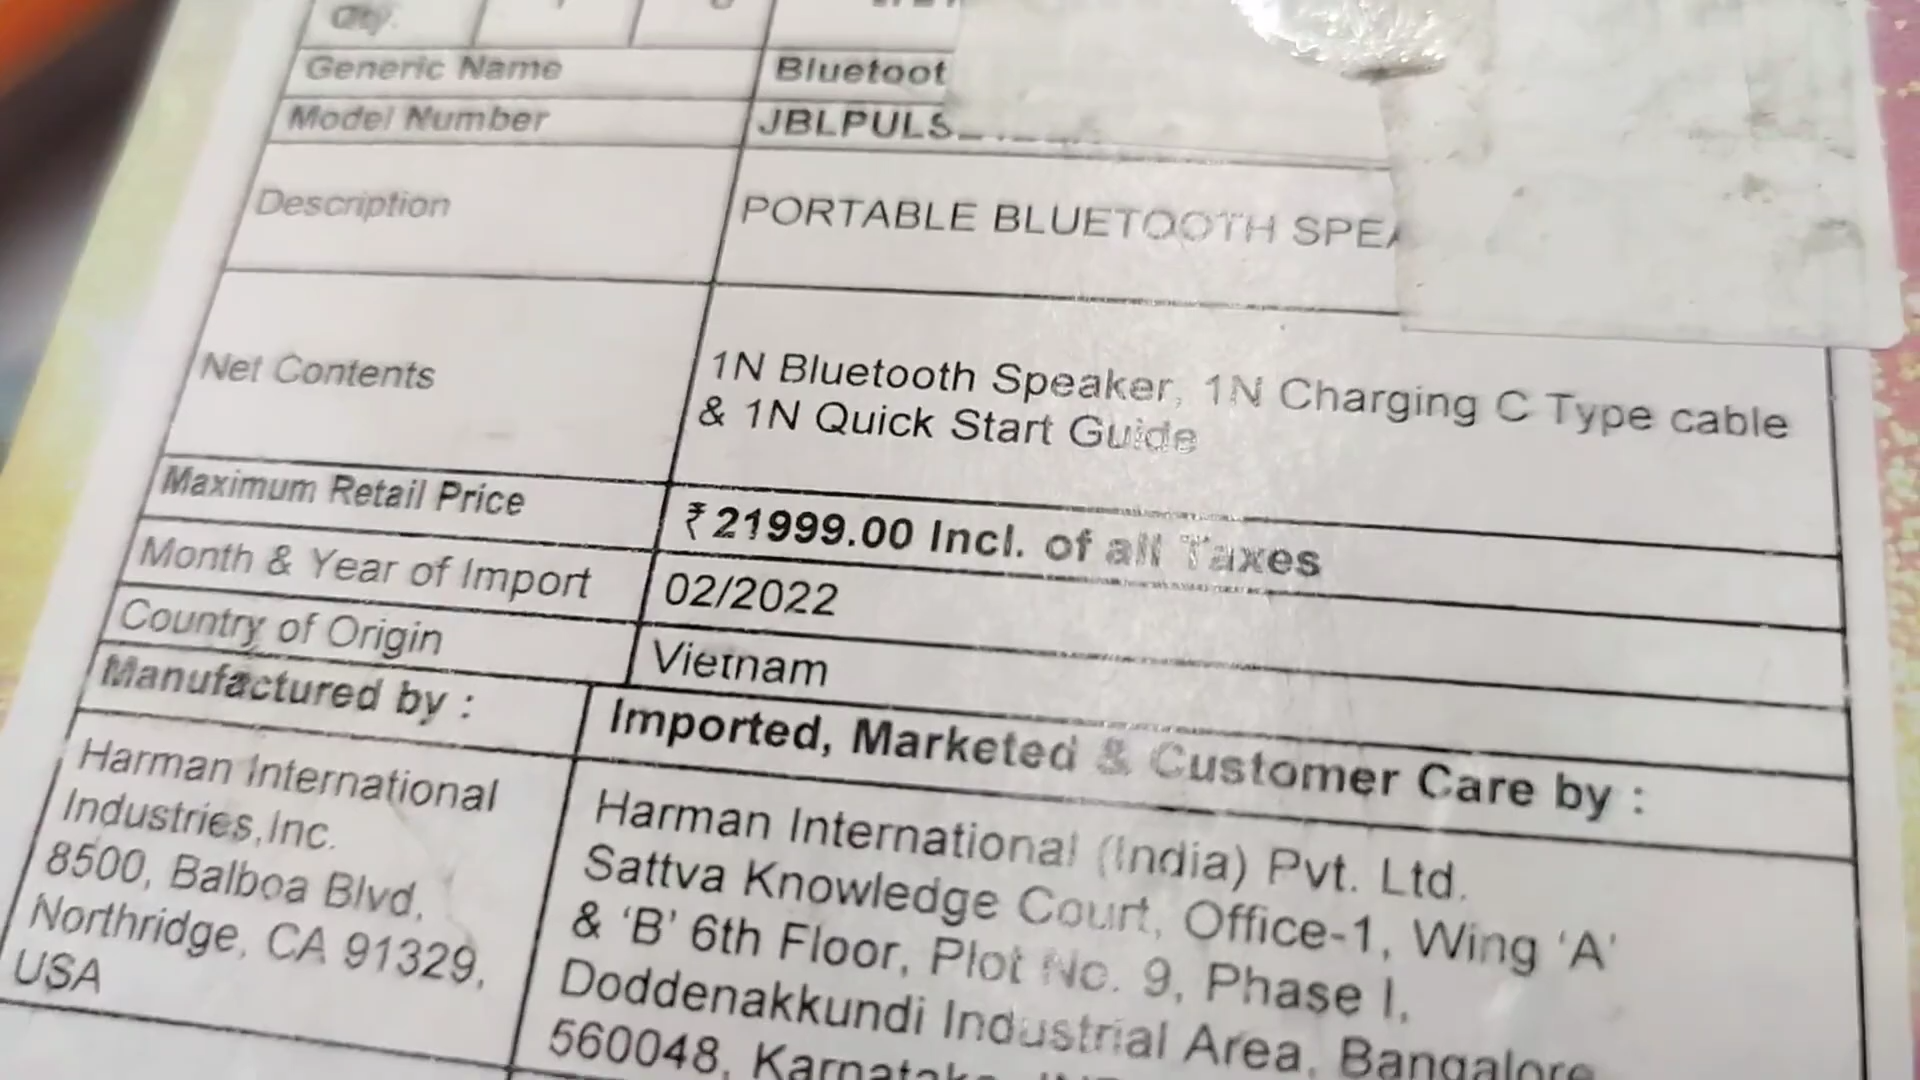 Qty.
Generic Name Bluetoot
Model Number JBLPULS
Description PORTABLE BLUETOOTH SPEA
Net Contents 1N Bluetooth Speaker, 1N Charging C Type cable
& 1N Quick Start Guide
Maximum Retail Price ₹21999.00 Incl. of all Taxes
Month & Year of Import 02/2022
Country of Origin Vietnam
Manufactured by :
Harman International
Industries,Inc.
8500, Balboa Blvd,
Northridge, CA 91329,
USA
Imported, Marketed & Customer Care by :
Harman International (India) Pvt. Ltd.
Sattva Knowledge Court, Office-1, Wing 'A'
& 'B' 6th Floor, Plot No. 9, Phase I,
Doddenakkundi Industrial Area, Bangalore
560048, Karnataka